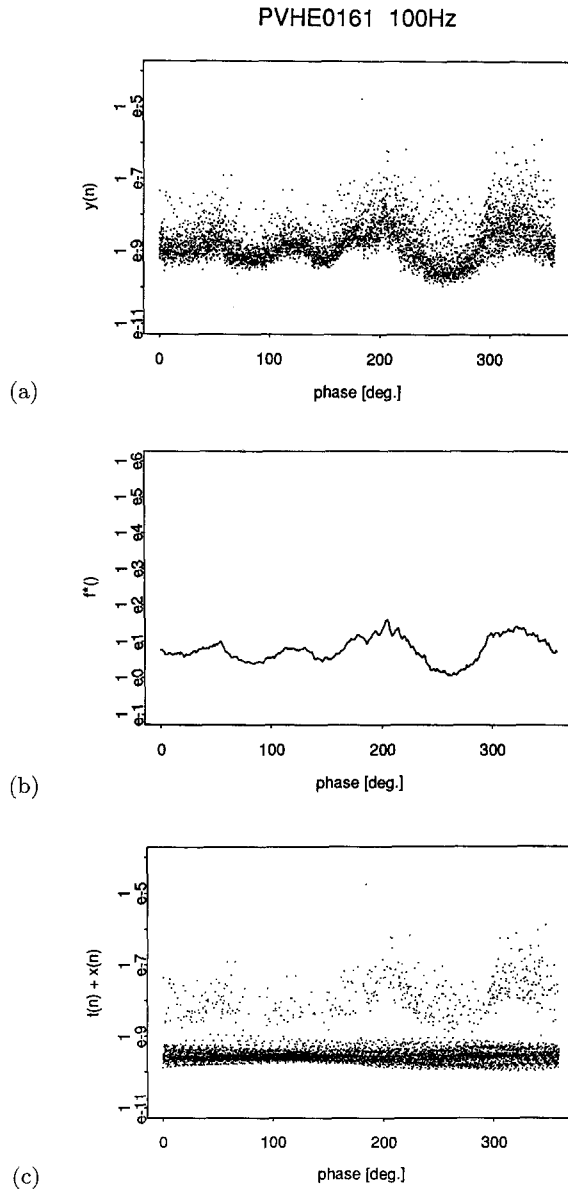 PVHE0161 100Hz
y(n)
1 e-5
1 e-7
1 e-9
1 e-11
0 100 200 300
phase [deg.]
(a)
f*()
1 e6
1 e5
1 e4
1 e3
1 e2
1 e1
1 e0
1 e-1
0 100 200 300
phase [deg.]
(b)
t(n) + x(n)
1 e-5
1 e-7
1 e-9
1 e-11
0 100 200 300
phase [deg.]
(c)